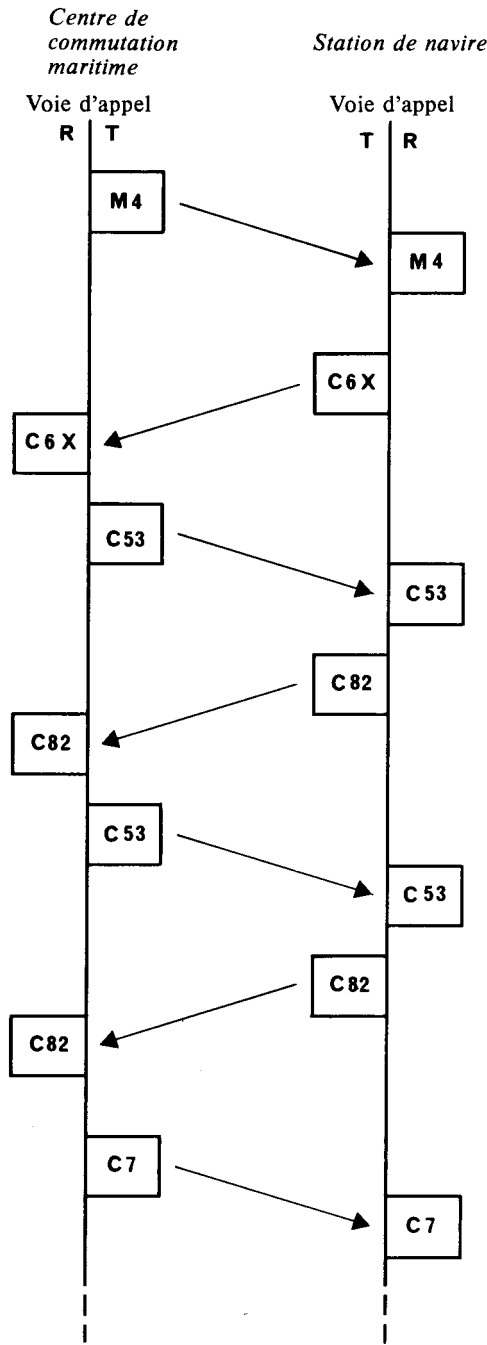 Centre de
commutation
maritime
Station de navire
Voie d'appel
Voie d'appel
R T
T R
M4
M4
C6X
C6X
C53
C53
C82
C82
C53
C53
C82
C82
C7
C7